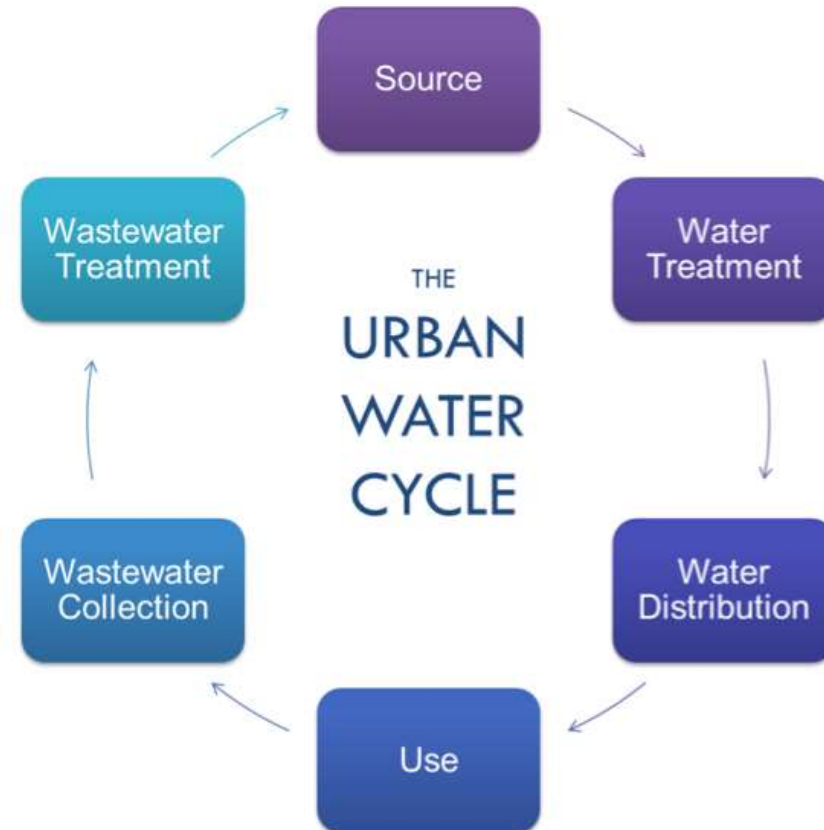 Source
Water
Treatment
Water
Distribution
Use
Wastewater
Collection
Wastewater
Treatment
THE
URBAN
WATER
CYCLE